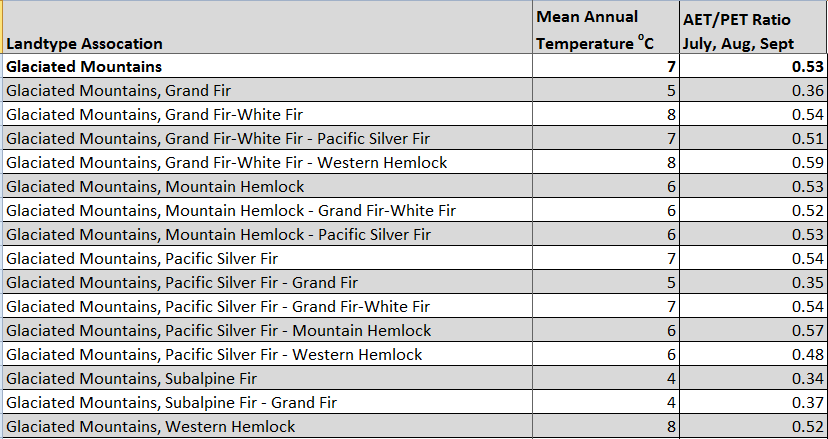 Landtype Assocation Mean Annual Temperature ⁰C AET/PET Ratio July, Aug, Sept
Glaciated Mountains 7 0.53
Glaciated Mountains, Grand Fir 5 0.36
Glaciated Mountains, Grand Fir-White Fir 8 0.54
Glaciated Mountains, Grand Fir-White Fir - Pacific Silver Fir 7 0.51
Glaciated Mountains, Grand Fir-White Fir - Western Hemlock 8 0.59
Glaciated Mountains, Mountain Hemlock 6 0.53
Glaciated Mountains, Mountain Hemlock - Grand Fir-White Fir 6 0.52
Glaciated Mountains, Mountain Hemlock - Pacific Silver Fir 6 0.53
Glaciated Mountains, Pacific Silver Fir 7 0.54
Glaciated Mountains, Pacific Silver Fir - Grand Fir 5 0.35
Glaciated Mountains, Pacific Silver Fir - Grand Fir-White Fir 7 0.54
Glaciated Mountains, Pacific Silver Fir - Mountain Hemlock 6 0.57
Glaciated Mountains, Pacific Silver Fir - Western Hemlock 6 0.48
Glaciated Mountains, Subalpine Fir 4 0.34
Glaciated Mountains, Subalpine Fir - Grand Fir 4 0.37
Glaciated Mountains, Western Hemlock 8 0.52